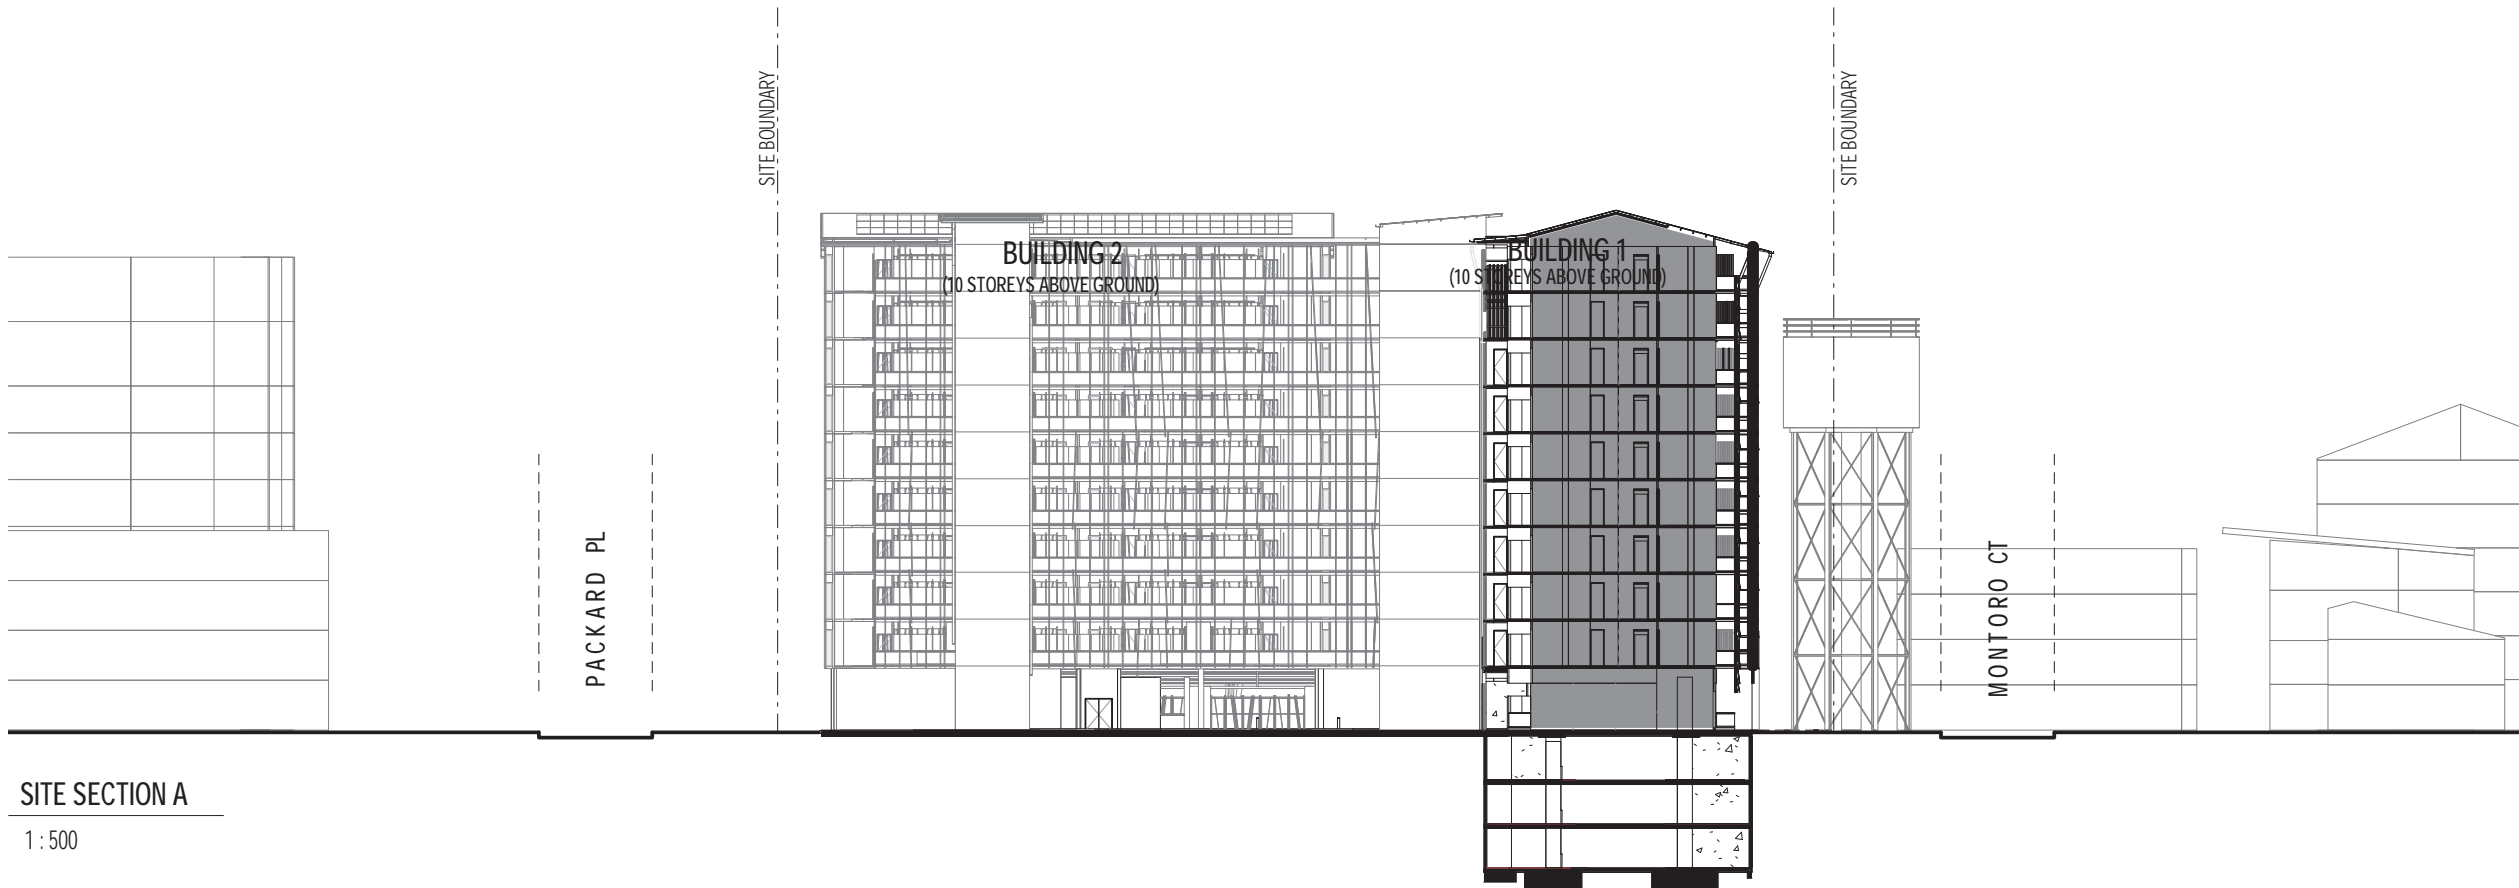 SITE BOUNDARY
SITE BOUNDARY
BUILDING 2
(10 STOREYS ABOVE GROUND)
BUILDING 1
(10 STOREYS ABOVE GROUND)
PACKARD PL
MONTORO CT
SITE SECTION A
1 : 500